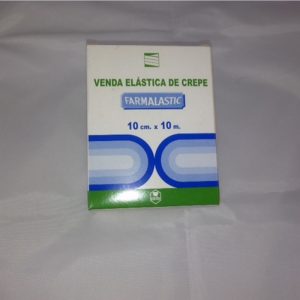 VENDA ELÁSTICA DE CREPE
FARMALASTIC
10 cm. x 10 m.